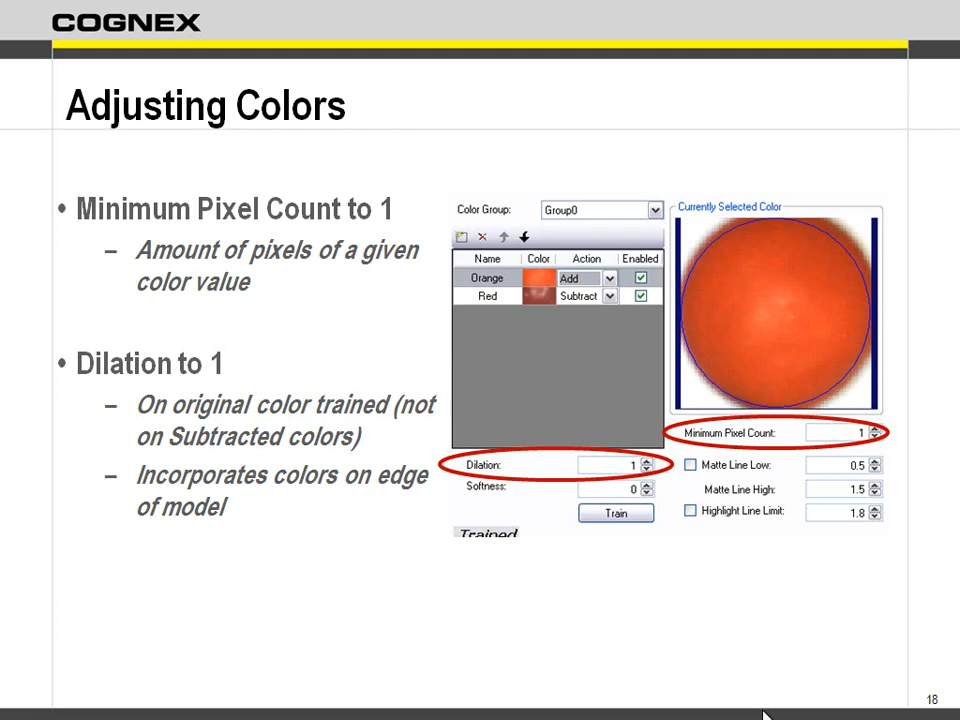 COGNEX
Adjusting Colors
• Minimum Pixel Count to 1
– Amount of pixels of a given
color value
• Dilation to 1
– On original color trained (not
on Subtracted colors)
– Incorporates colors on edge
of model
Color Group: Group0
Name Color Action Enabled
Orange Add
Red Subtract
Dilation: 1
Softness: 0
Train
Trained
Currently Selected Color
Minimum Pixel Count: 1
Matte Line Low: 0.5
Matte Line High: 1.5
Highlight Line Limit: 1.8
18